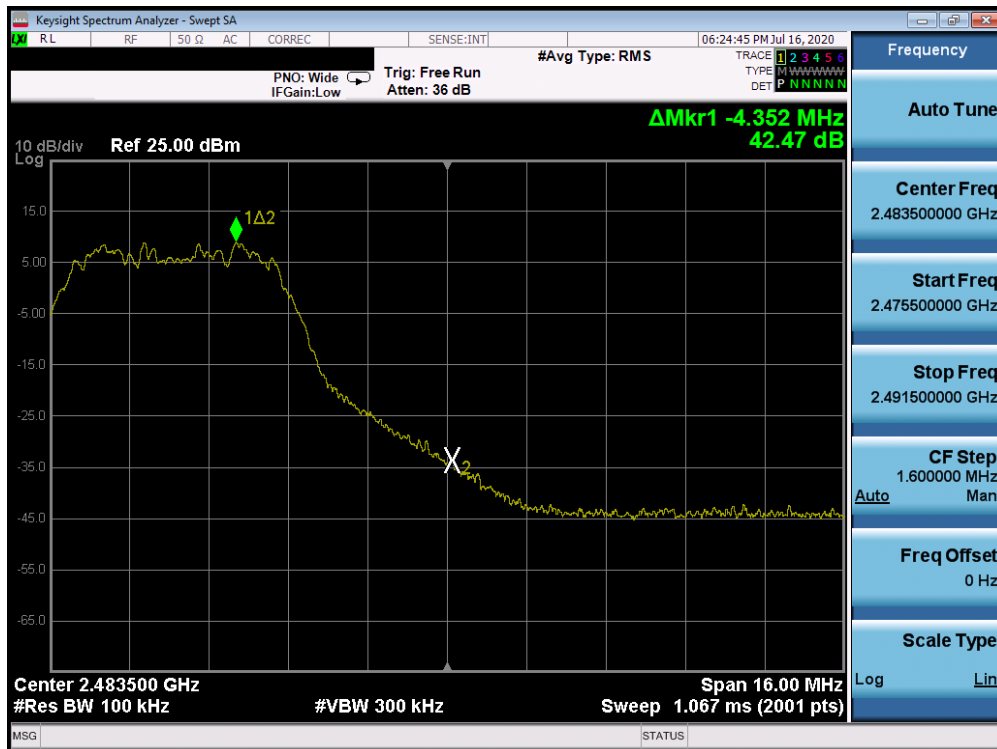 Keysight Spectrum Analyzer - Swept SA
LXI RL RF 50 Ω AC CORREC SENSE:INT 06:24:45 PM Jul 16, 2020
#Avg Type: RMS
TRACE 1 2 3 4 5 6
PNO: Wide Trig: Free Run
TYPE M WWWWW
IFGain:Low Atten: 36 dB
DET P N N N N N
ΔMkr1 -4.352 MHz
42.47 dB
10 dB/div Ref 25.00 dBm
Log
15.0
1Δ2
5.00
-5.00
-15.0
-25.0
-35.0
X2
-45.0
-55.0
-65.0
Center 2.483500 GHz Span 16.00 MHz
#Res BW 100 kHz #VBW 300 kHz Sweep 1.067 ms (2001 pts)
MSG STATUS
Frequency
Auto Tune
Center Freq
2.483500000 GHz
Start Freq
2.475500000 GHz
Stop Freq
2.491500000 GHz
CF Step
1.600000 MHz
Auto Man
Freq Offset
0 Hz
Scale Type
Log Lin